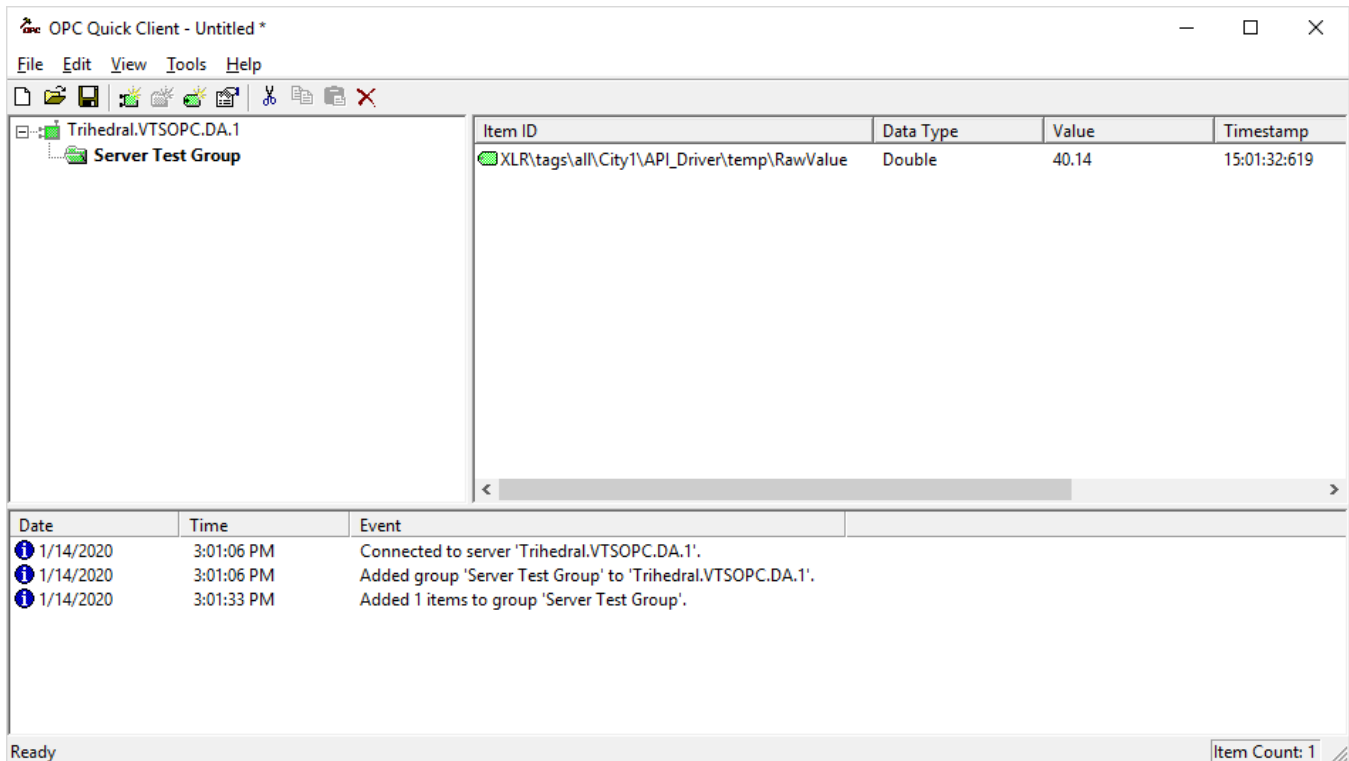 OPC Quick Client - Untitled *
File Edit View Tools Help
Trihedral.VTSOPC.DA.1
Server Test Group
Item ID Data Type Value Timestamp
XLR\tags\all\City1\API_Driver\temp\RawValue Double 40.14 15:01:32:619
Date Time Event
1/14/2020 3:01:06 PM Connected to server 'Trihedral.VTSOPC.DA.1'.
1/14/2020 3:01:06 PM Added group 'Server Test Group' to 'Trihedral.VTSOPC.DA.1'.
1/14/2020 3:01:33 PM Added 1 items to group 'Server Test Group'.
Ready Item Count: 1